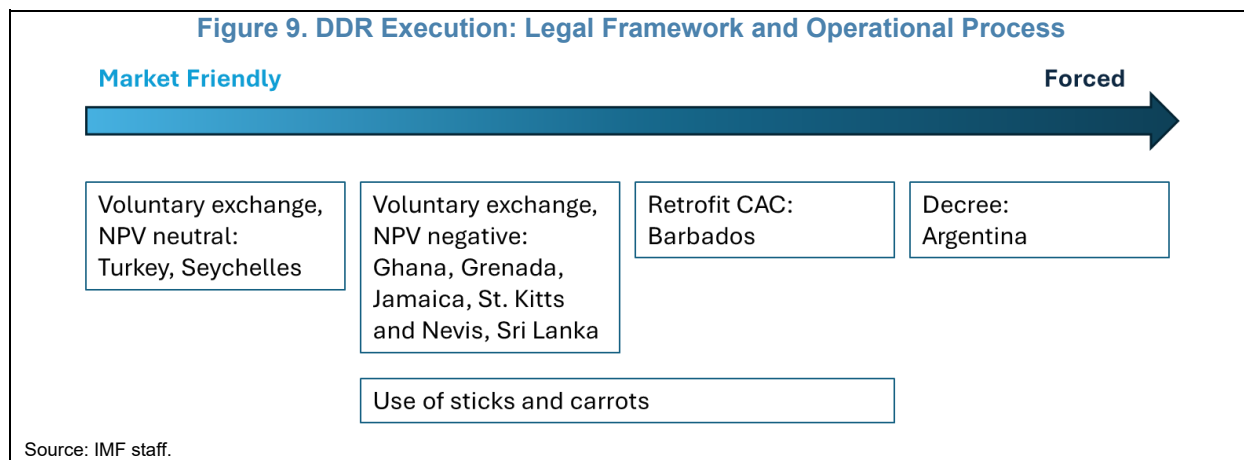 Figure 9. DDR Execution: Legal Framework and Operational Process
Market Friendly
Forced
Voluntary exchange,
NPV neutral:
Turkey, Seychelles
Voluntary exchange,
NPV negative:
Ghana, Grenada,
Jamaica, St. Kitts
and Nevis, Sri Lanka
Retrofit CAC:
Barbados
Decree:
Argentina
Use of sticks and carrots
Source: IMF staff.